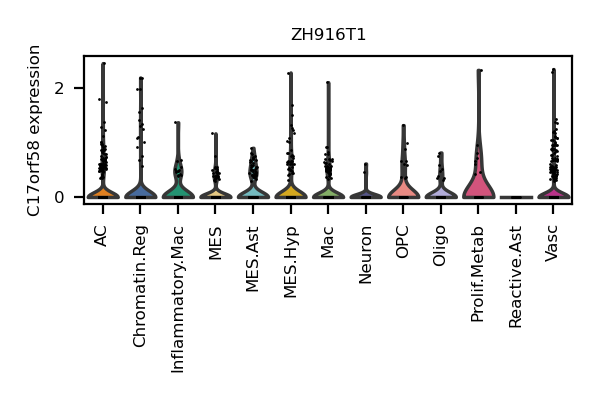 ZH916T1
C17orf58 expression
2
0
AC
Chromatin.Reg
Inflammatory.Mac
MES
MES.Ast
MES.Hyp
Mac
Neuron
OPC
Oligo
Prolif.Metab
Reactive.Ast
Vasc